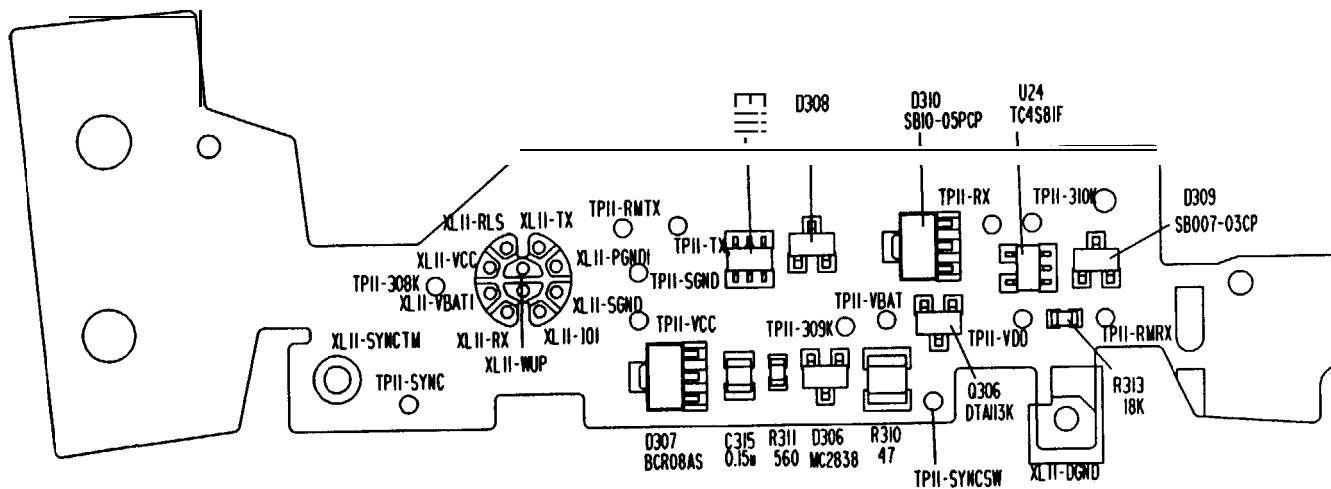 D308
D310
SB10-05PCP
U24
TC4S81F
D309
SB007-03CP
TP11-RX
TP11-310K
TP11-RMTX
XL11-RLS
XL11-TX
TP11-TX
XL11-VCC
XL11-PGND1
TP11-308K
TP11-SGND
XL11-VBAT1
XL11-SGND
TP11-VBAT
XL11-RX
XL11-101
TP11-VCC
TP11-309K
TP11-VDD
TP11-RMRX
XL11-SYNCTM
XL11-WUP
TP11-SYNC
Q306
DTA113K
R313
18K
D307
BCR08AS
C315
0.15u
R311
560
D306
MC2838
R310
47
TP11-SYNCSW
XL11-DGND